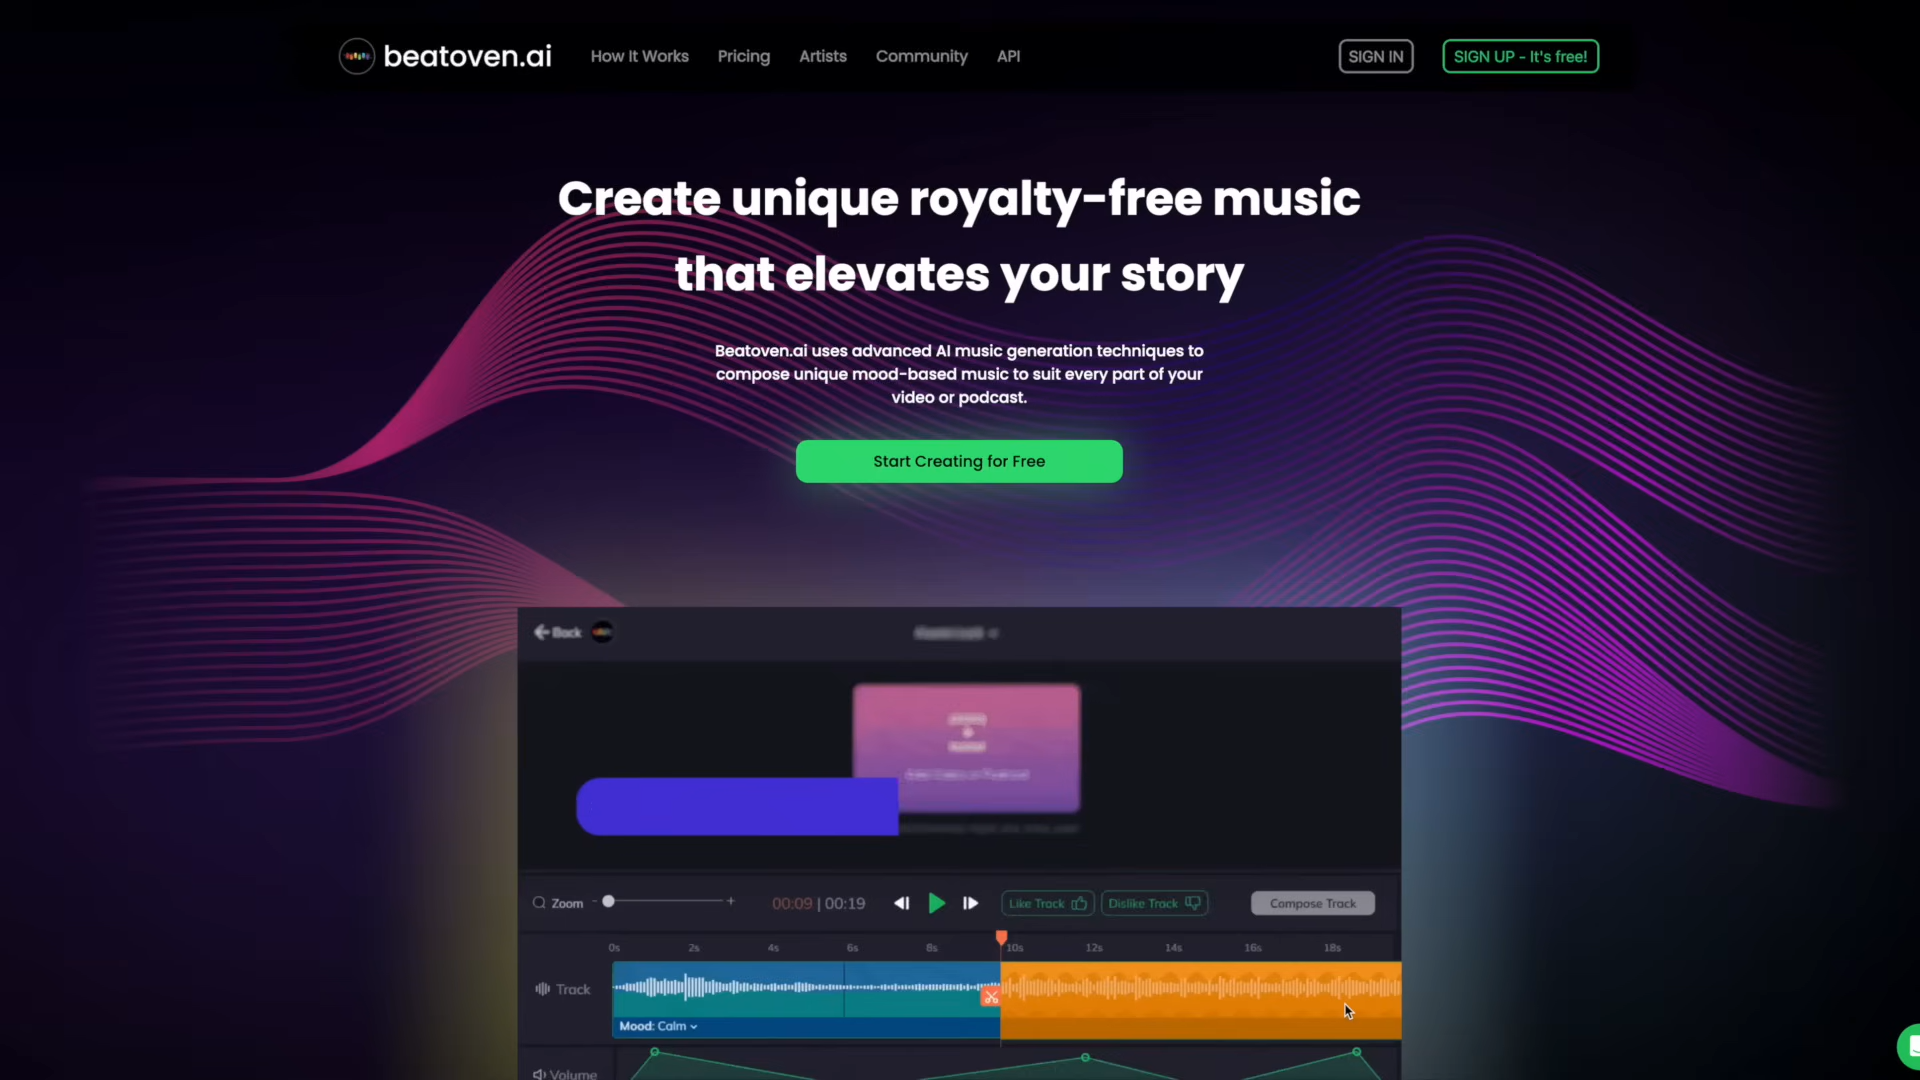 beatoven.ai
How It Works
Pricing
Artists
Community
API
SIGN IN
SIGN UP - It's free!
Create unique royalty-free music
that elevates your story
Beatoven.ai uses advanced AI music generation techniques to
compose unique mood-based music to suit every part of your
video or podcast.
Start Creating for Free
Back
Zoom - +
00:09 | 00:19
Like Track
Dislike Track
Compose Track
0s 2s 4s 6s 8s 10s 12s 14s 16s 18s
Track
Mood: Calm
Volume